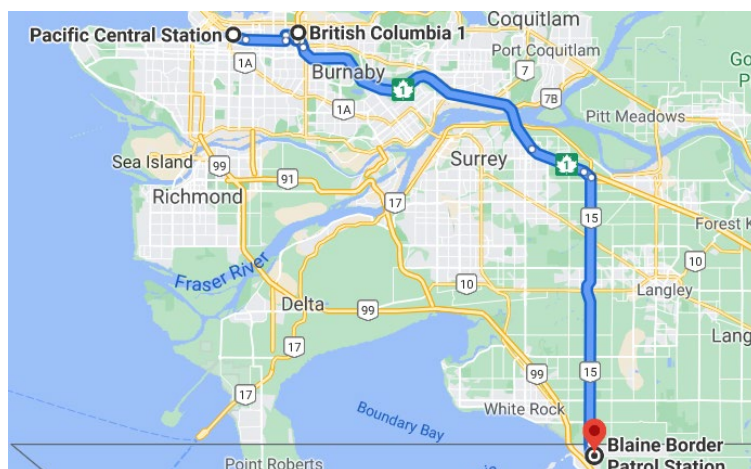 Pacific Central Station
British Columbia 1
Coquitlam
Port Coquitlam
1A
Burnaby
7
1
7B
1A
Pitt Meadows
Sea Island
99
Surrey
1
91
Richmond
17
15
Forest
Fraser River
10
10
Langley
Delta
99
17
15
99
17
White Rock
Boundary Bay
Blaine Border
Patrol Station
Point Roberts